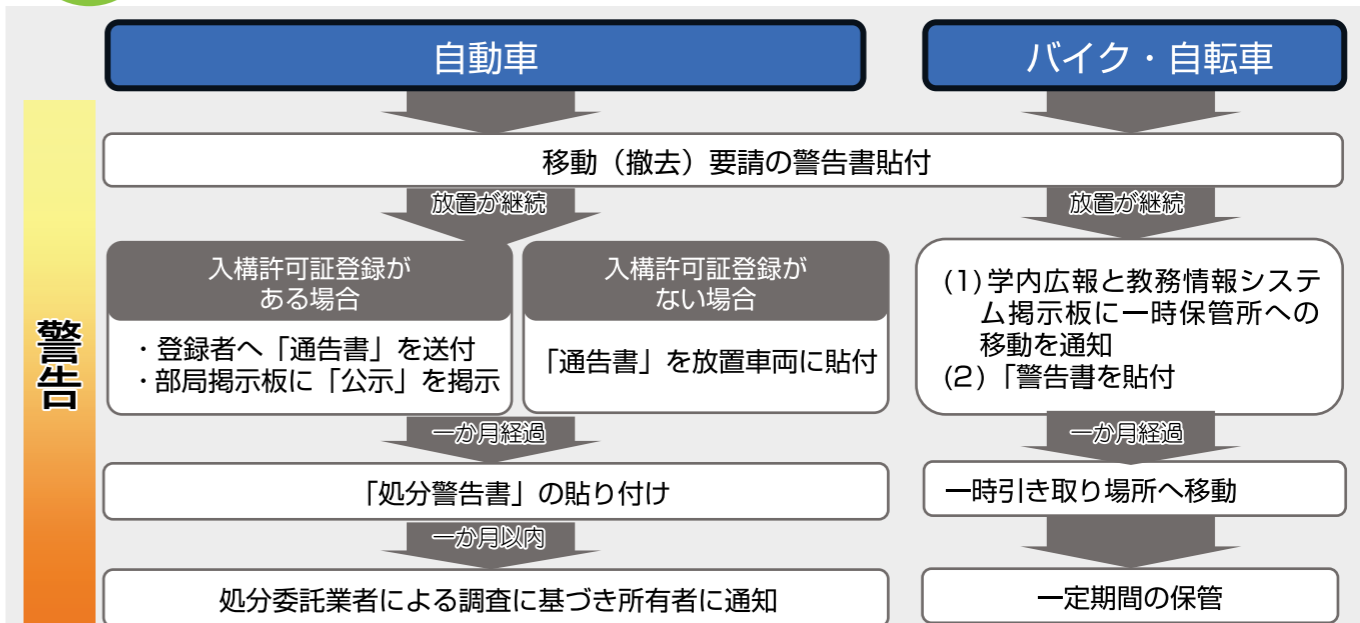 自動車
バイク・自転車
警告
移動（撤去）要請の警告書貼付
放置が継続
放置が継続
入構許可証登録が
ある場合
・登録者へ「通告書」を送付
・部局掲示板に「公示」を掲示
入構許可証登録が
ない場合
「通告書」を放置車両に貼付
(1)学内広報と教務情報システ
ム掲示板に一時保管所への
移動を通知
(2)「警告書を貼付
一か月経過
一か月経過
「処分警告書」の貼り付け
一時引き取り場所へ移動
一か月以内
処分委託業者による調査に基づき所有者に通知
一定期間の保管